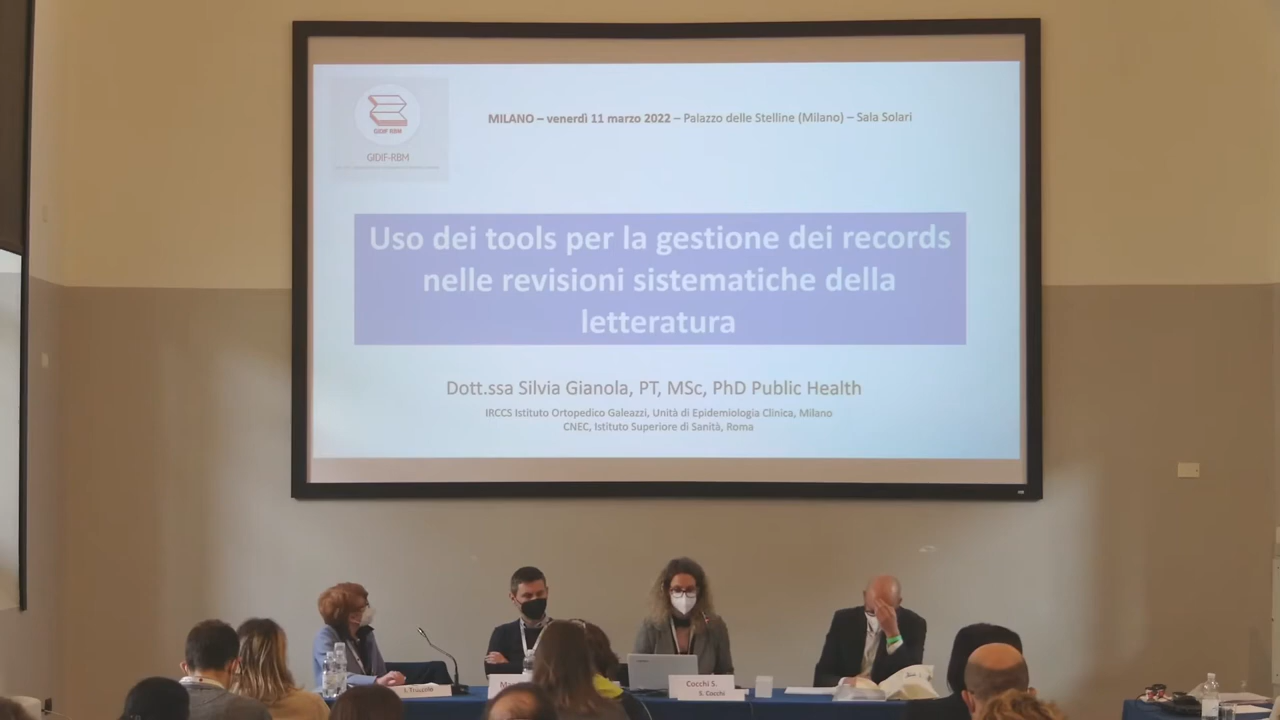 MILANO – venerdì 11 marzo 2022 – Palazzo delle Stelline (Milano) – Sala Solari
GIDIF RBM
GIDIF-RBM
Uso dei tools per la gestione dei records
nelle revisioni sistematiche della
letteratura
Dott.ssa Silvia Gianola, PT, MSc, PhD Public Health
IRCCS Istituto Ortopedico Galeazzi, Unità di Epidemiologia Clinica, Milano
CNEC, Istituto Superiore di Sanità, Roma
Cocchi S.
S. Cocchi